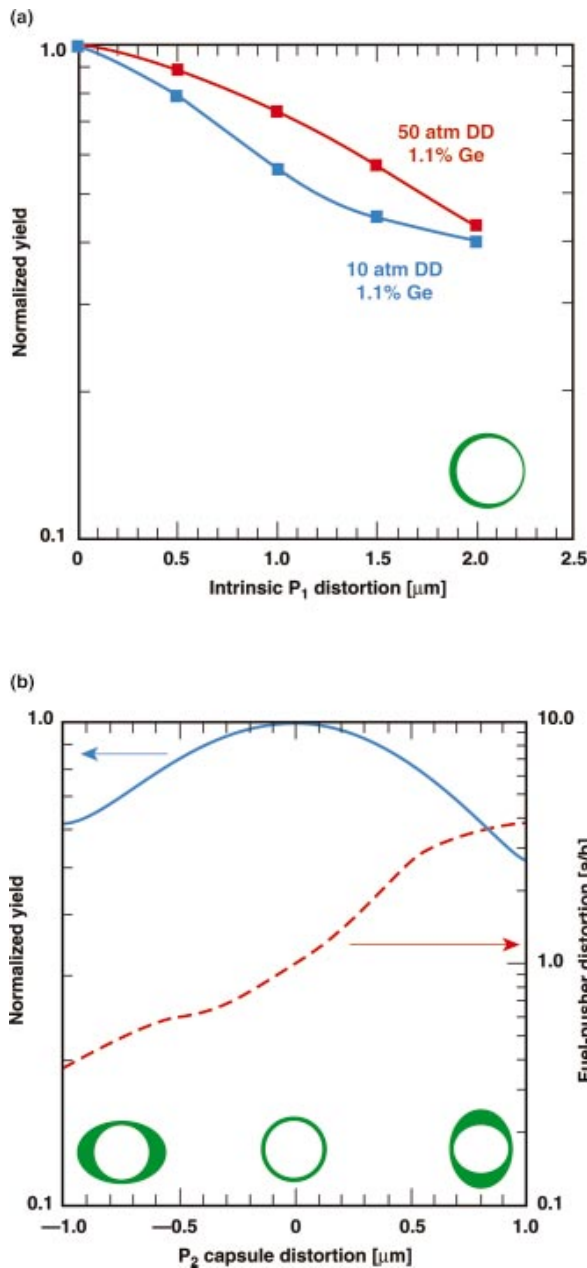 (a)
1.0
50 atm DD
1.1% Ge
Normalized yield
10 atm DD
1.1% Ge
0.1
0
0.5
1.0
1.5
2.0
2.5
Intrinsic P₁ distortion [μm]
(b)
1.0
10.0
Normalized yield
Fuel-pusher distortion [a/b]
1.0
0.1
0.1
—1.0
—0.5
0
0.5
1.0
P₂ capsule distortion [μm]